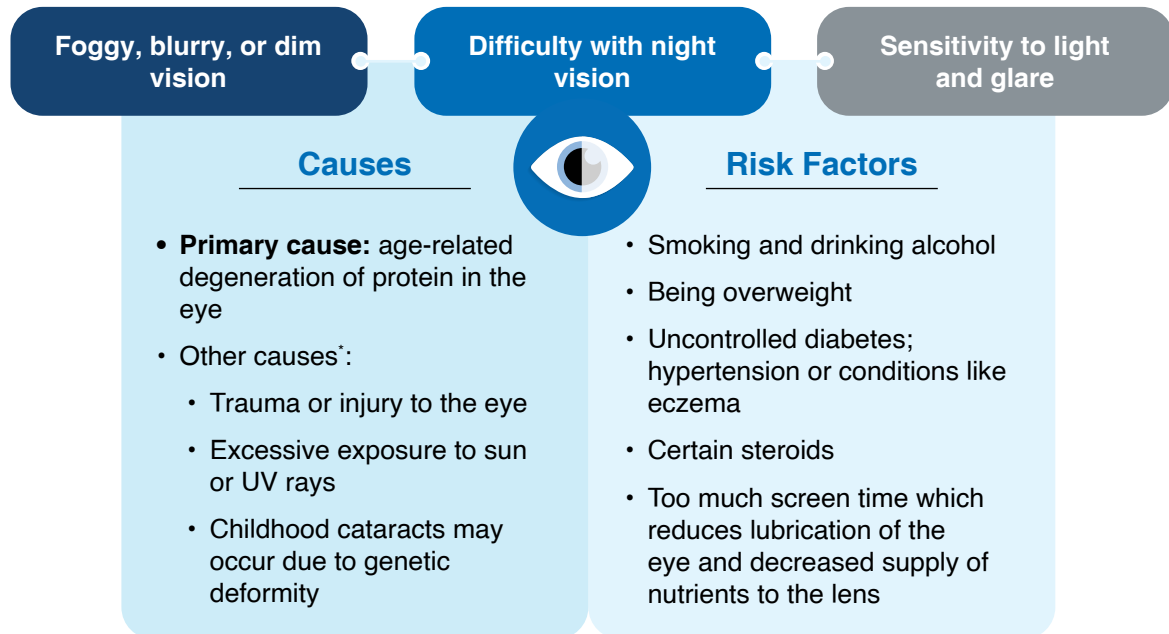 Foggy, blurry, or dim
vision
Difficulty with night
vision
Sensitivity to light
and glare
Causes
• Primary cause: age-related
degeneration of protein in the
eye
• Other causes*:
• Trauma or injury to the eye
• Excessive exposure to sun
or UV rays
• Childhood cataracts may
occur due to genetic
deformity
Risk Factors
• Smoking and drinking alcohol
• Being overweight
• Uncontrolled diabetes;
hypertension or conditions like
eczema
• Certain steroids
• Too much screen time which
reduces lubrication of the
eye and decreased supply of
nutrients to the lens